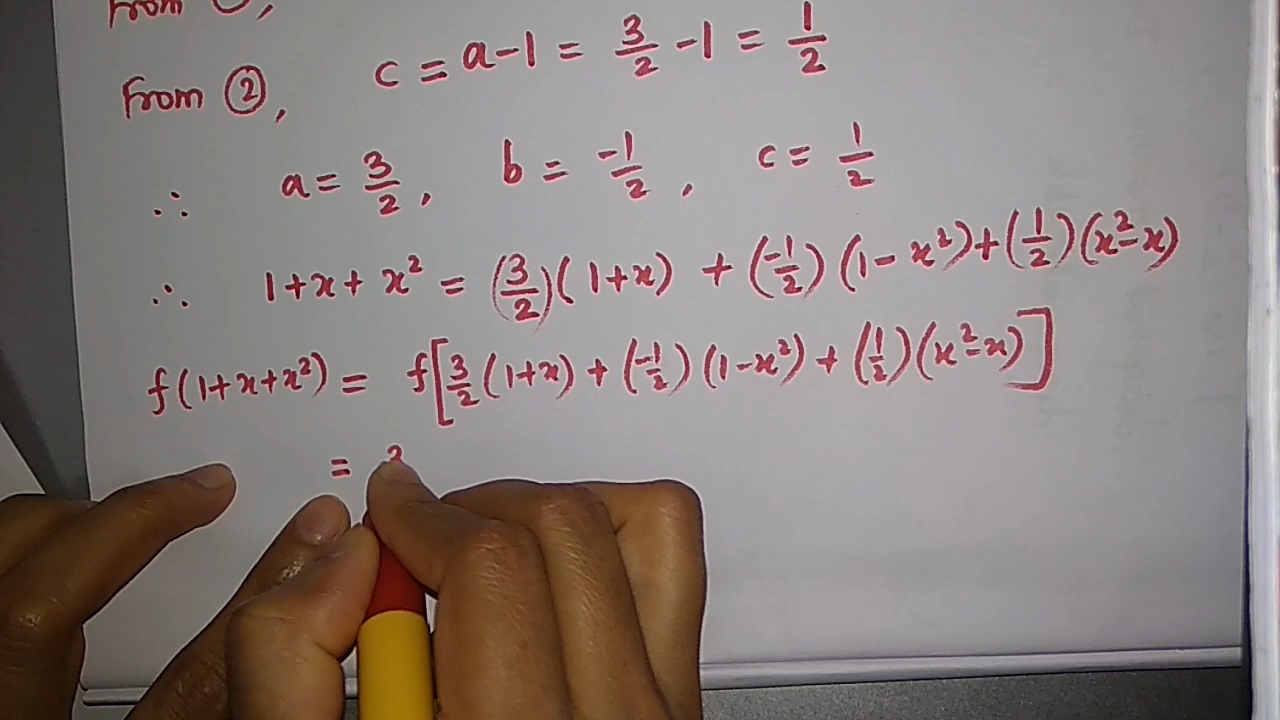 From
c = a-1 = 3/2 - 1 = 1/2
From ②,
∴ a = 3/2, b = -1/2, c = 1/2
∴ 1+x+x² = (3/2)(1+x) + (-1/2)(1-x²)+(1/2)(x²-x)
f(1+x+x²) = f[3/2(1+x)+(-1/2)(1-x²)+(1/2)(x²-x)]
=